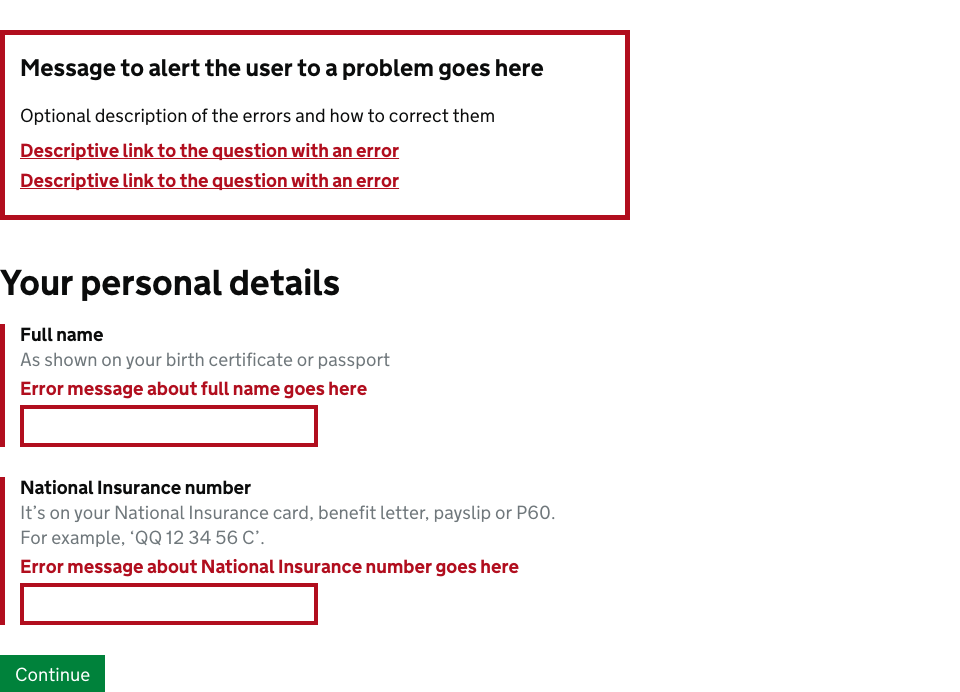 Message to alert the user to a problem goes here
Optional description of the errors and how to correct them
Descriptive link to the question with an error
Descriptive link to the question with an error
Your personal details
Full name
As shown on your birth certificate or passport
Error message about full name goes here
National Insurance number
It’s on your National Insurance card, benefit letter, payslip or P60.
For example, ‘QQ 12 34 56 C’.
Error message about National Insurance number goes here
Continue